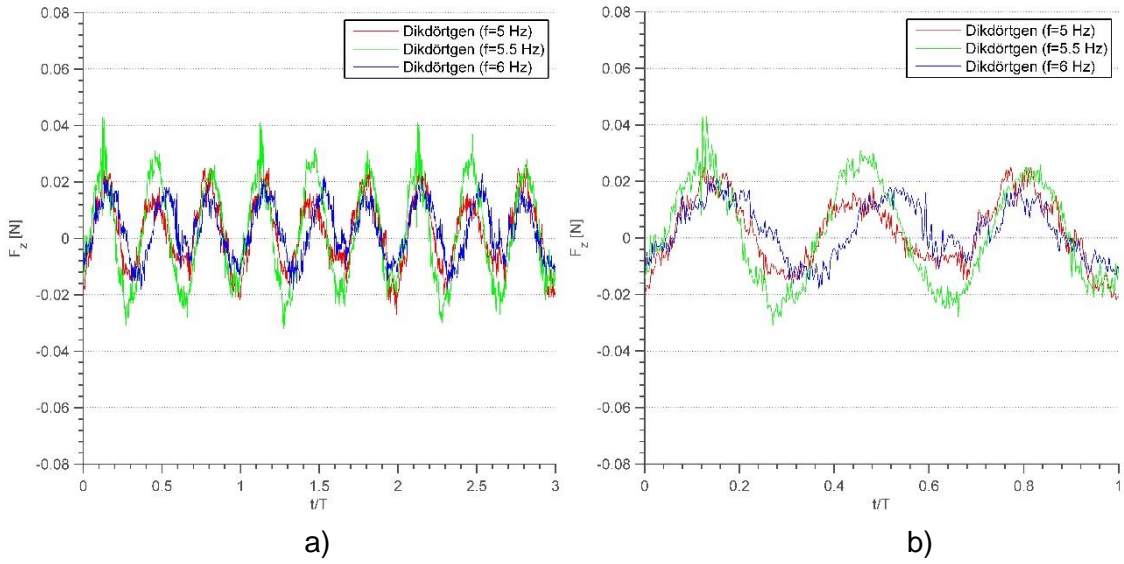 0.08
0.06
0.04
0.02
0
-0.02
-0.04
-0.06
-0.08
F_z [N]
Dikdörtgen (f=5 Hz)
Dikdörtgen (f=5.5 Hz)
Dikdörtgen (f=6 Hz)
0 0.5 1 1.5 2 2.5 3
t/T
a)
0.08
0.06
0.04
0.02
0
-0.02
-0.04
-0.06
-0.08
F_z [N]
Dikdörtgen (f=5 Hz)
Dikdörtgen (f=5.5 Hz)
Dikdörtgen (f=6 Hz)
0 0.2 0.4 0.6 0.8 1
t/T
b)